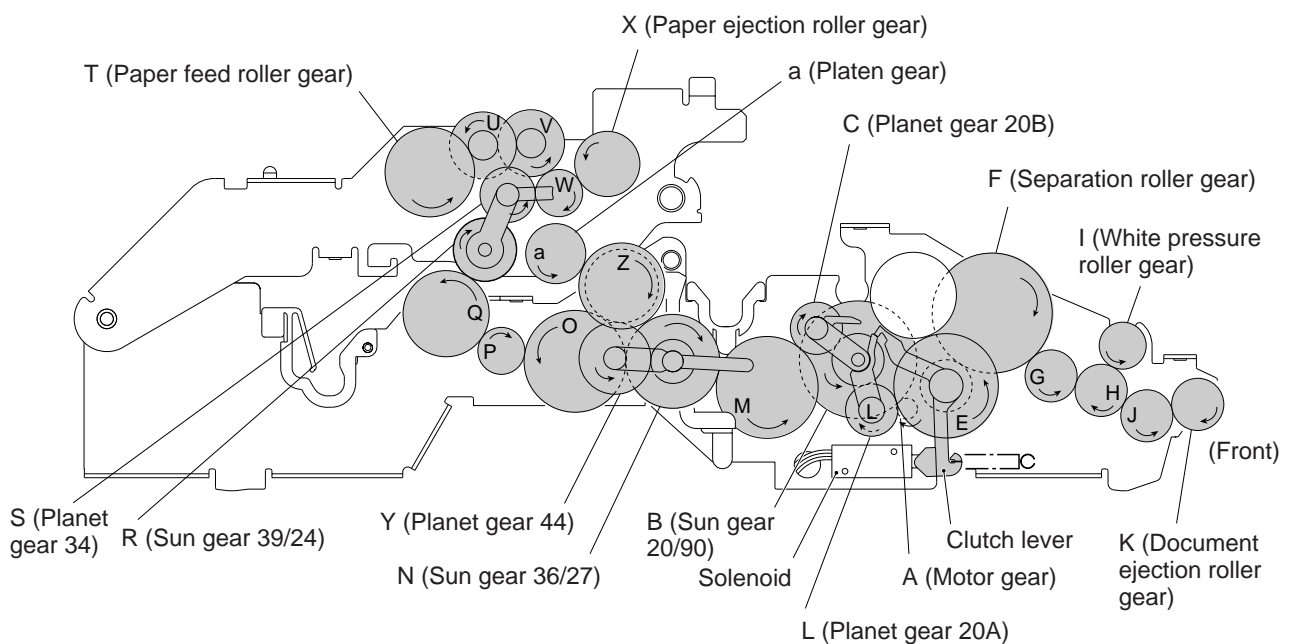 X (Paper ejection roller gear)
T (Paper feed roller gear)
a (Platen gear)
C (Planet gear 20B)
F (Separation roller gear)
I (White pressure
roller gear)
U
V
W
a
Z
Q
O
P
M
L
E
G
H
J
(Front)
S (Planet
gear 34)
R (Sun gear 39/24)
Y (Planet gear 44)
N (Sun gear 36/27)
B (Sun gear
20/90)
Solenoid
A (Motor gear)
Clutch lever
L (Planet gear 20A)
K (Document
ejection roller
gear)